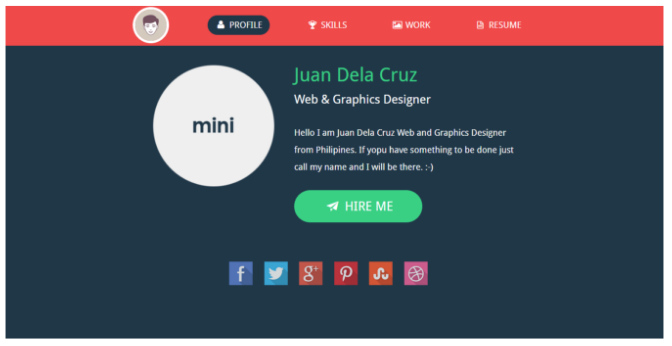 PROFILE SKILLS WORK RESUME
mini
Juan Dela Cruz
Web & Graphics Designer
Hello I am Juan Dela Cruz Web and Graphics Designer
from Philipines. If yopu have something to be done just
call my name and I will be there. :-)
HIRE ME